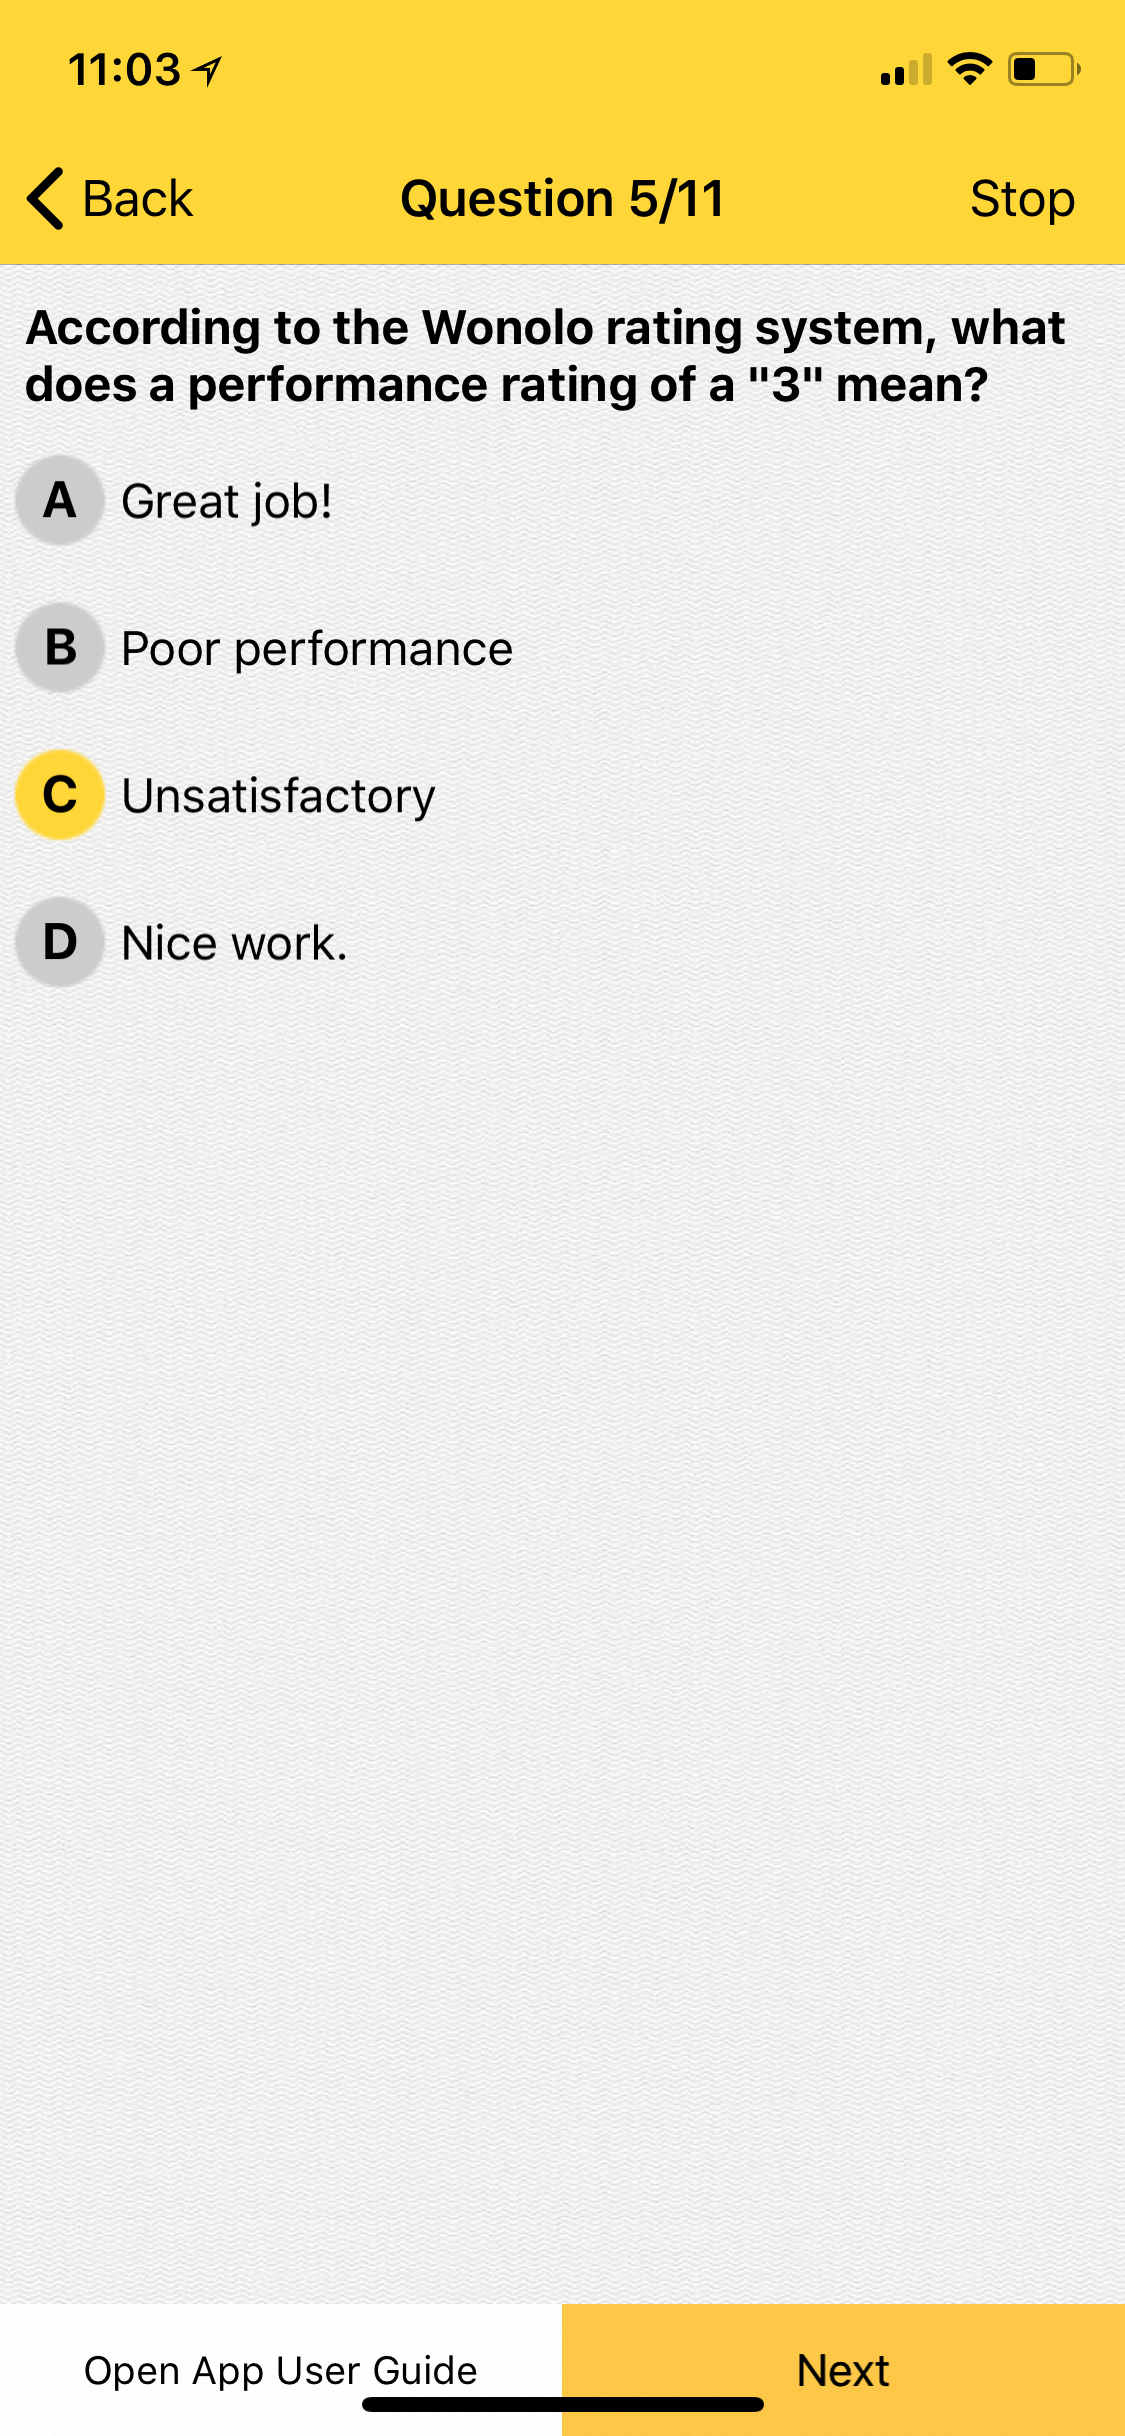 11:03
Back
Question 5/11
Stop
According to the Wonolo rating system, what
does a performance rating of a "3" mean?
A Great job!
B Poor performance
C Unsatisfactory
D Nice work.
Open App User Guide
Next